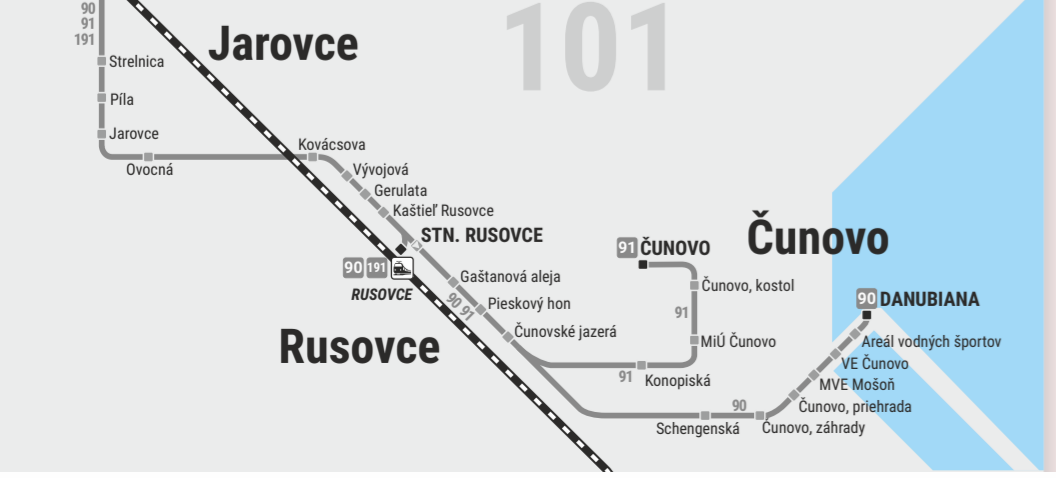 90
91
191
Jarovce
101
Strelnica
Píla
Jarovce
Ovocná
Kovácsova
Vývojová
Gerulata
Kaštieľ Rusovce
STN. RUSOVCE
90 191
RUSOVCE
Rusovce
Gaštanová aleja
90 91
Pieskový hon
Čunovské jazerá
91 ČUNOVO
Čunovo
Čunovo, kostol
91
MiÚ Čunovo
91
Konopiská
90 DANUBIANA
Areál vodných športov
VE Čunovo
MVE Mošoň
Čunovo, priehrada
90
Čunovo, záhrady
Schengenská